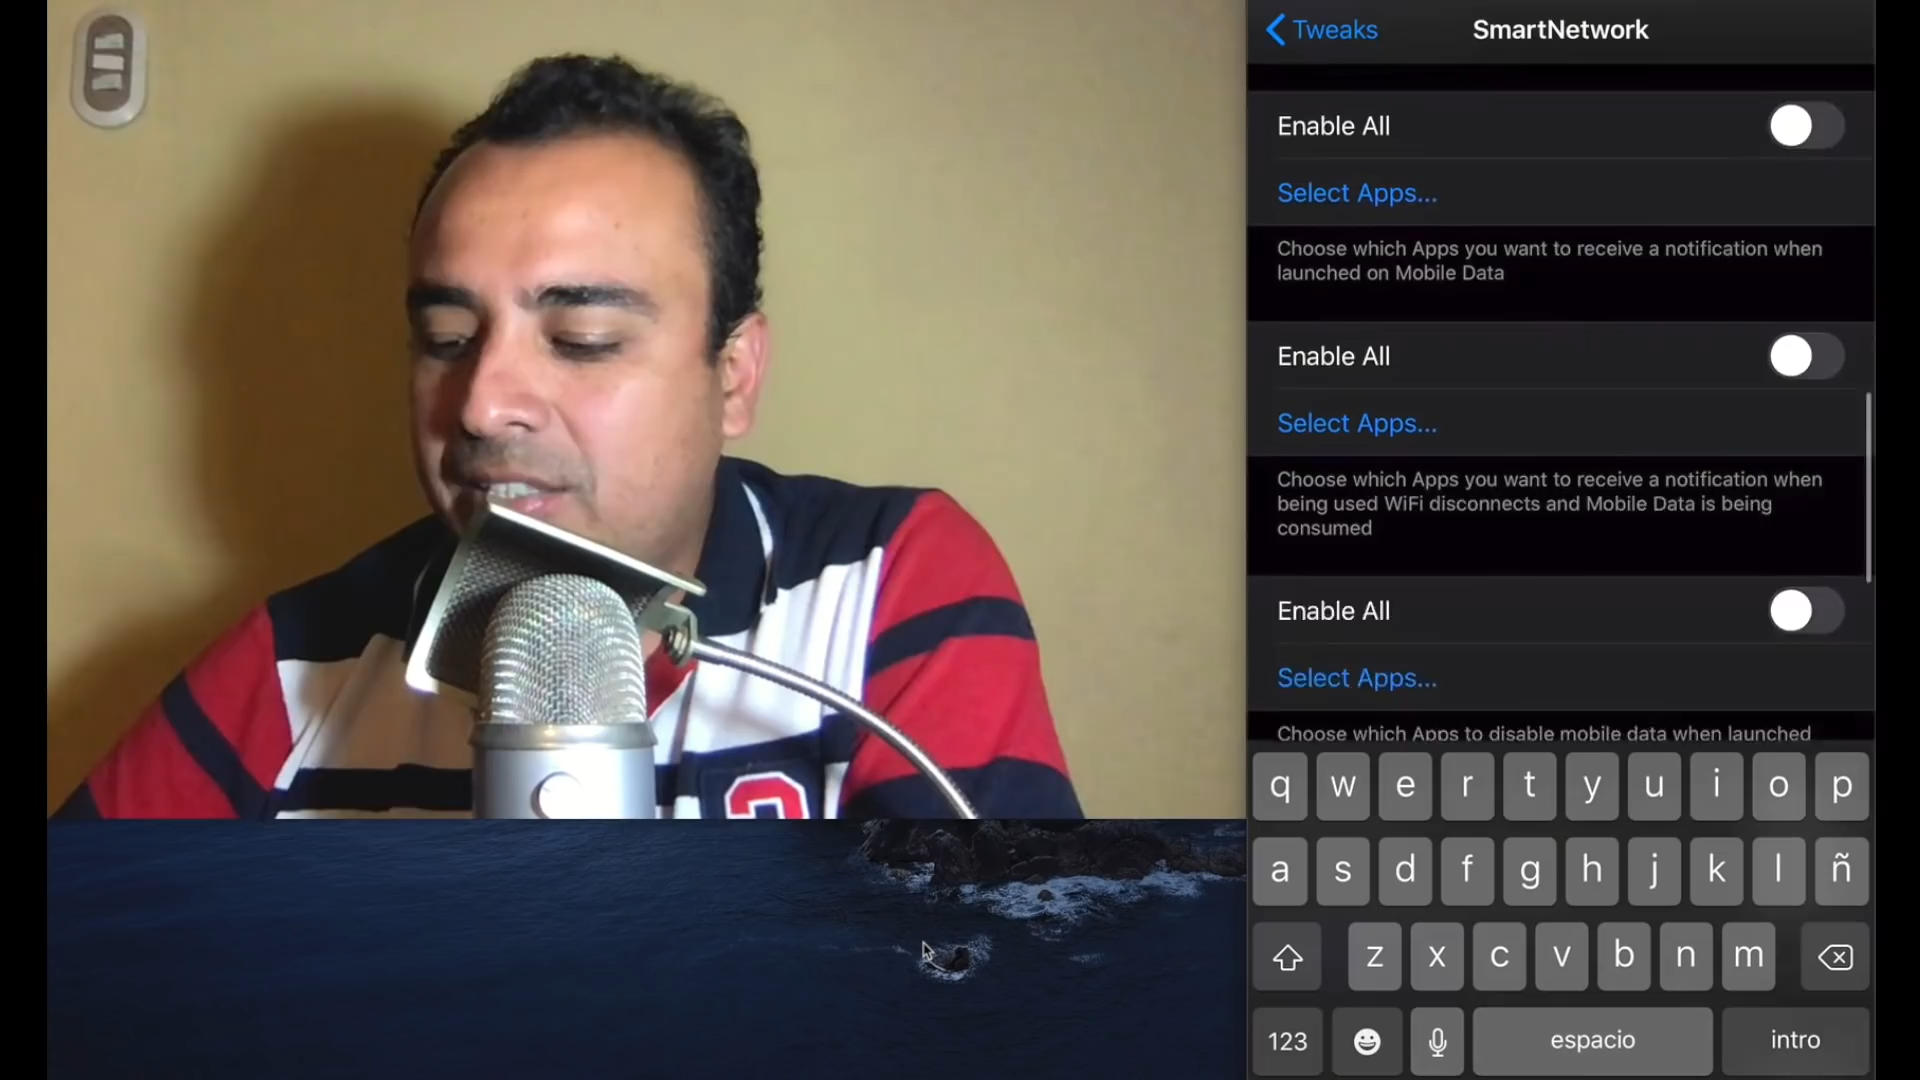 Tweaks
SmartNetwork
Enable All
Select Apps...
Choose which Apps you want to receive a notification when
launched on Mobile Data
Enable All
Select Apps...
Choose which Apps you want to receive a notification when
being used WiFi disconnects and Mobile Data is being
consumed
Enable All
Select Apps...
Choose which Apps to disable mobile data when launched
q w e r t y u i o p
a s d f g h j k l ñ
z x c v b n m
123 espacio intro